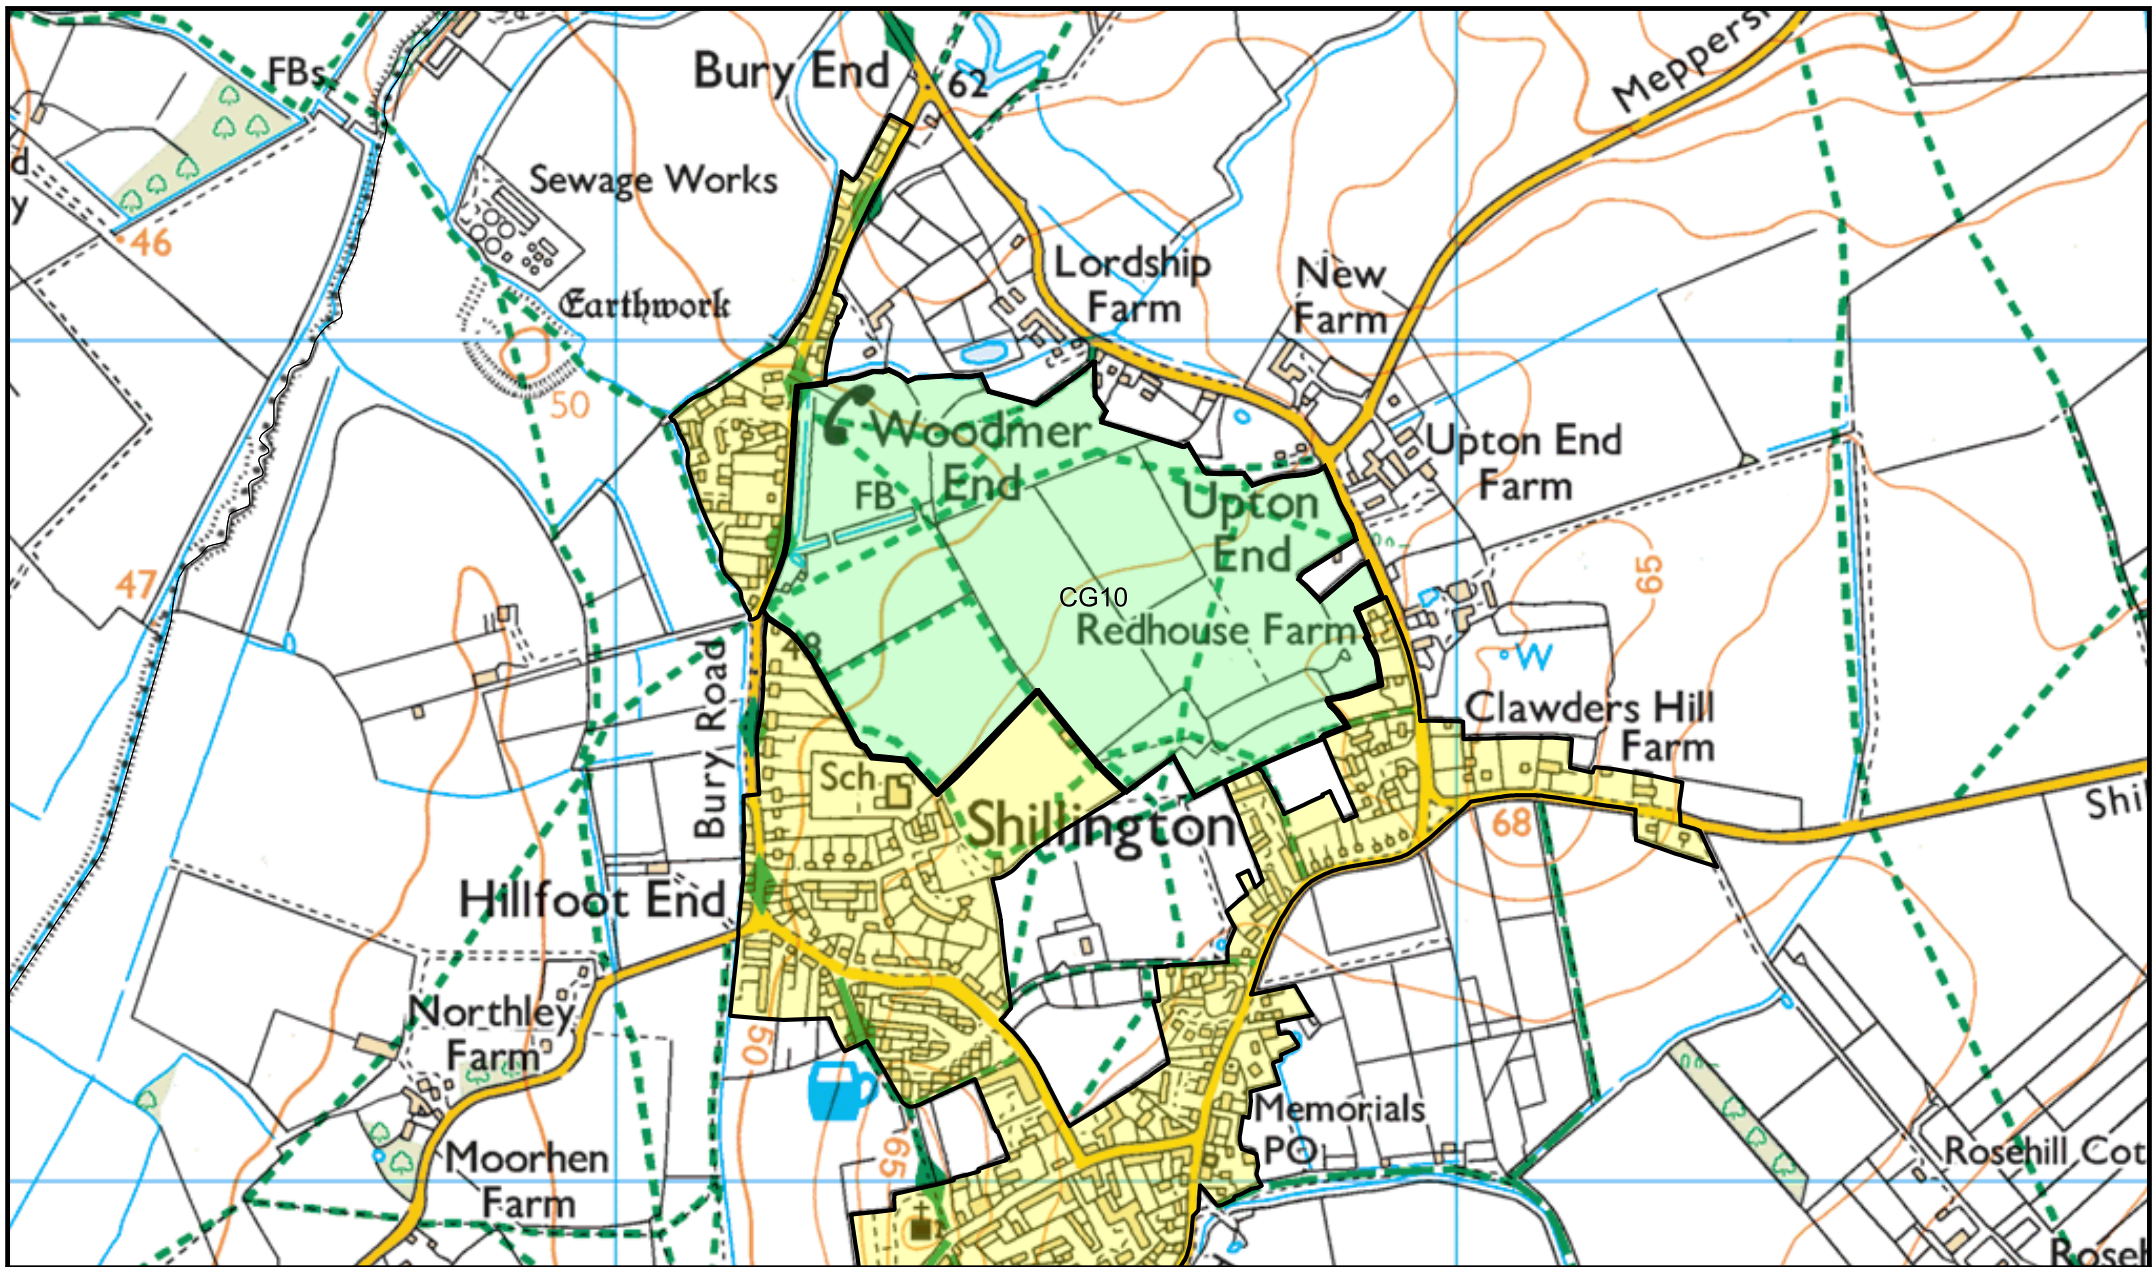 Bury End
62
FBs
Meppersh
Sewage Works
d
y
46
Earthwork
Lordship
Farm
New
Farm
50
Woodmer
End
FB
Upton
End
Upton End
Farm
47
CG10
Redhouse Farm
65
48
W
Bury Road
Clawders Hill
Farm
Sch
Shillington
68
Shil
Hillfoot End
Northley
Farm
50
Memorials
PO
65
Moorhen
Farm
Rosehill Cot
Roseh